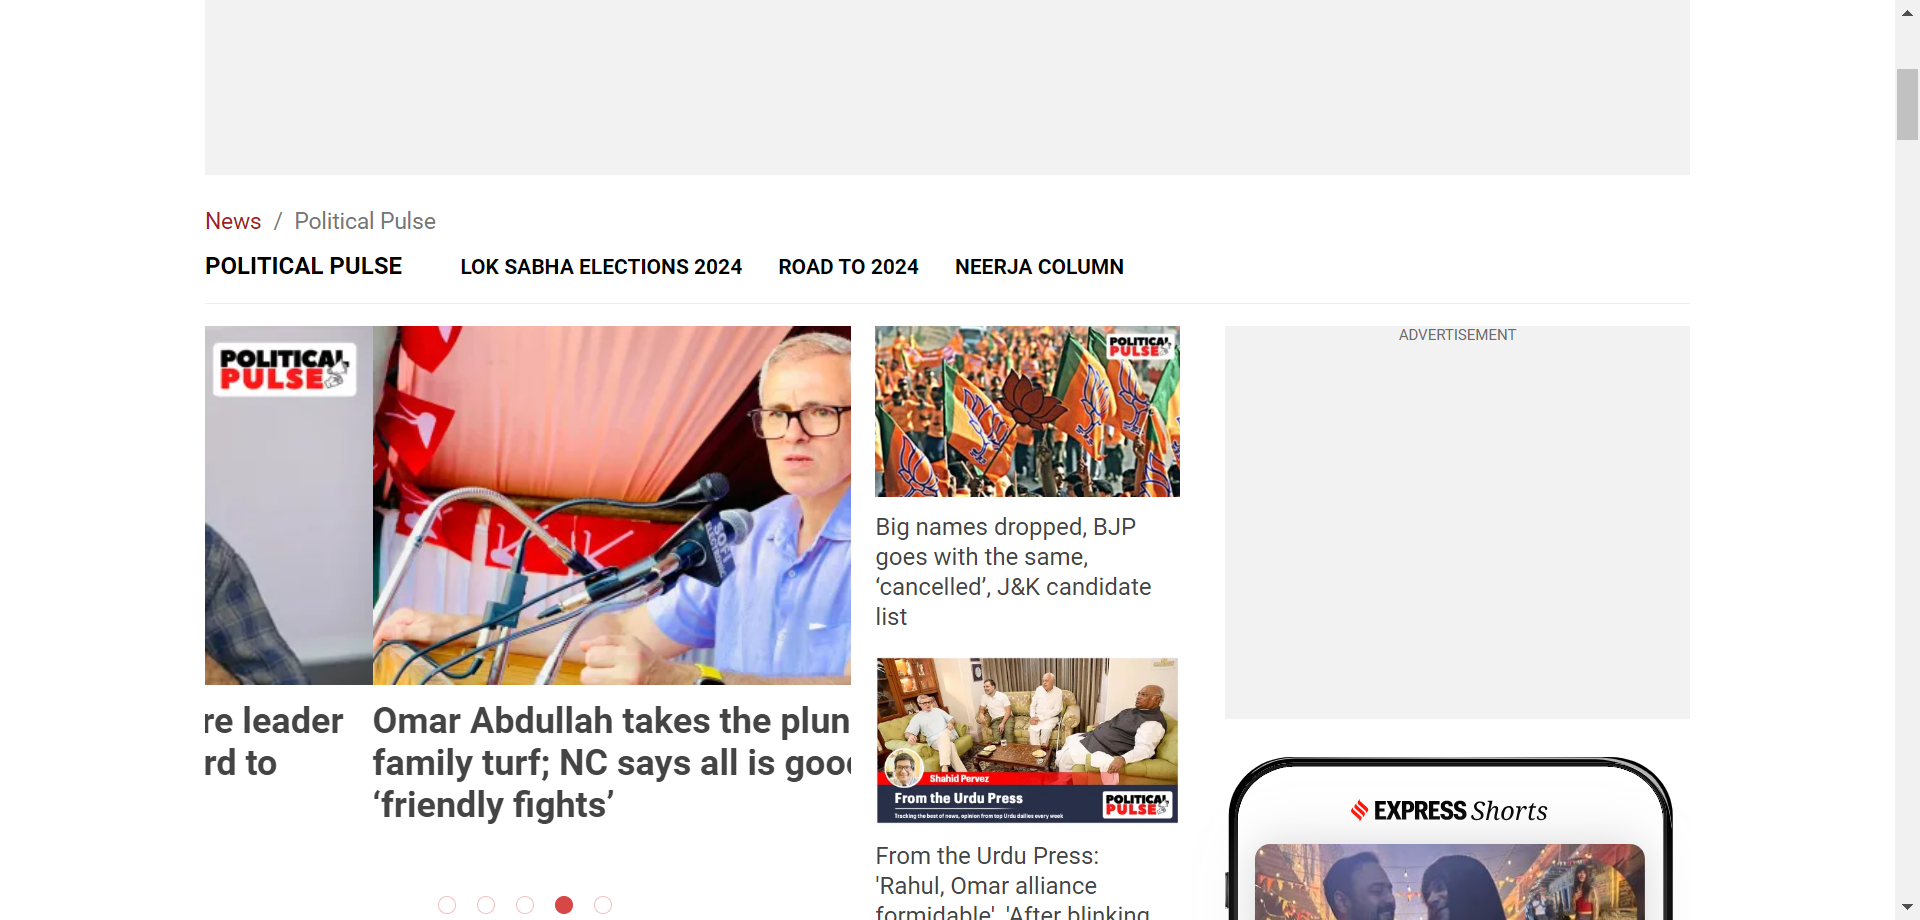 News / Political Pulse
POLITICAL PULSE LOK SABHA ELECTIONS 2024 ROAD TO 2024 NEERJA COLUMN
POLITICAL
PULSE
re leader
rd to
SOFI
Omar Abdullah takes the plun
family turf; NC says all is good
‘friendly fights’
POLITICAL
PULSE
Big names dropped, BJP
goes with the same,
‘cancelled’, J&K candidate
list
Shahid Pervez
From the Urdu Press
Tracking the best of news, opinion from top Urdu dailies every week
POLITICAL
PULSE
From the Urdu Press:
'Rahul, Omar alliance
formidable', 'After blinking
ADVERTISEMENT
EXPRESS Shorts